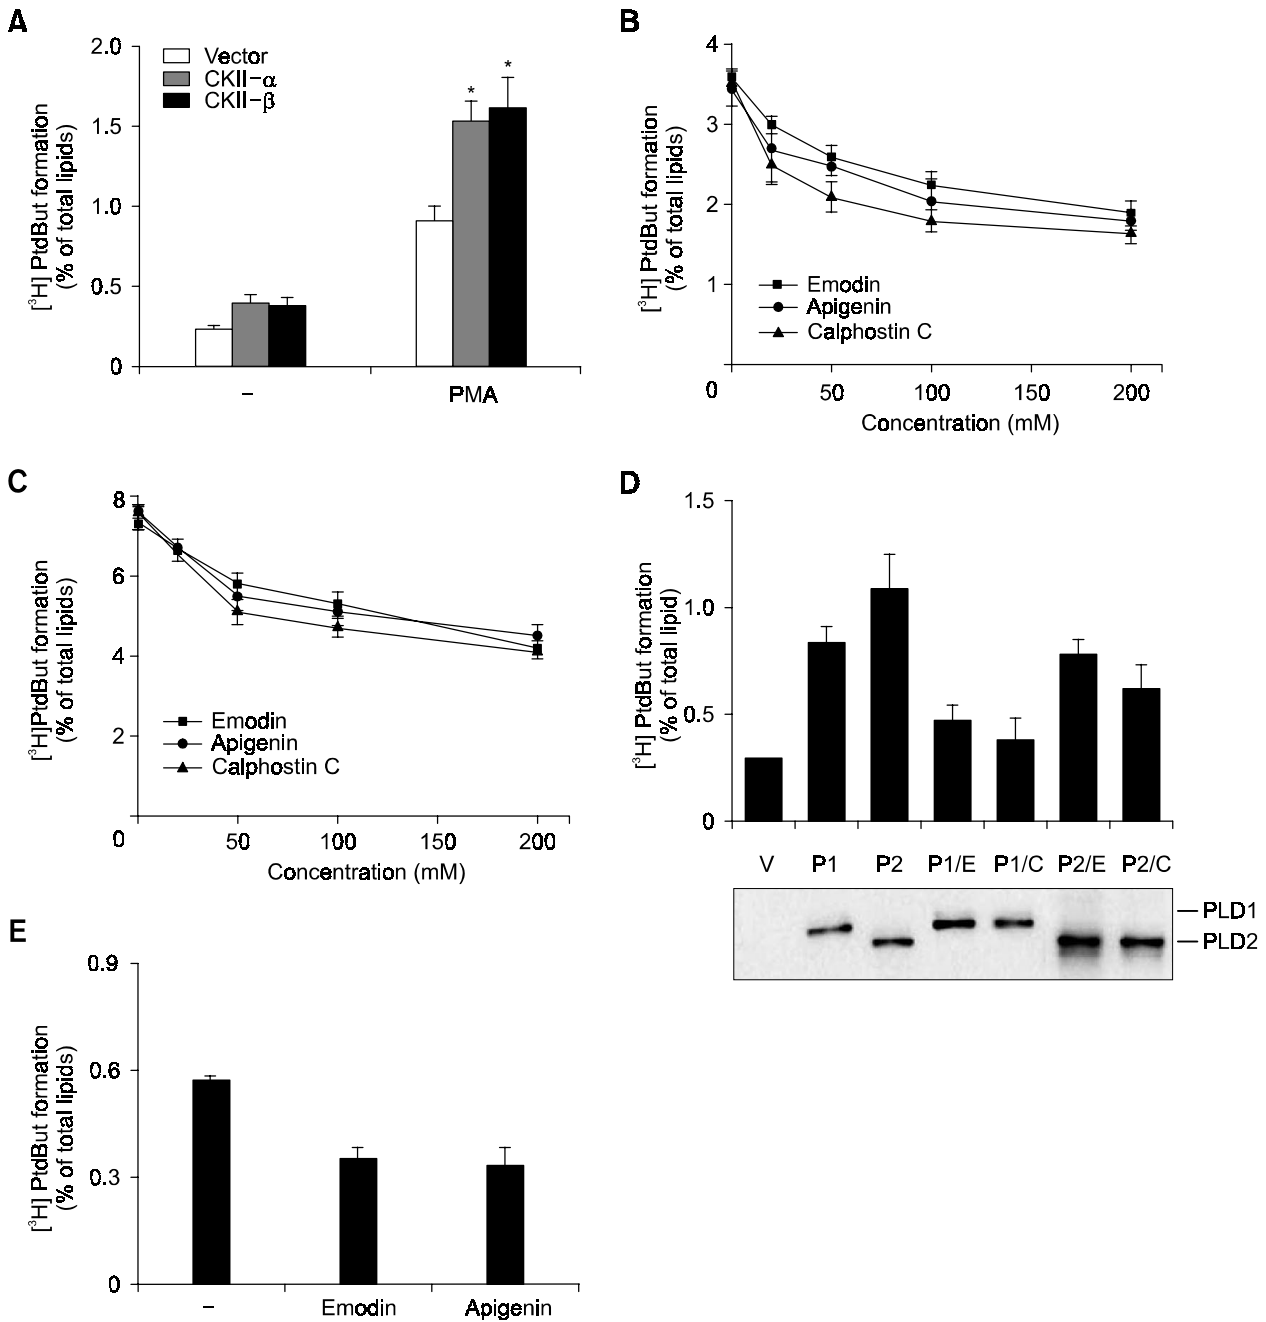 A
[³H] PtdBut formation
(% of total lipids)
2.0
1.5
1.0
0.5
0
Vector
CKII−α
CKII−β
*
*
−
PMA
B
[³H] PtdBut formation
(% of total lipids)
4
3
2
1
0
Emodin
Apigenin
Calphostin C
50
100
150
200
Concentration (mM)
C
[³H]PtdBut formation
(% of total lipids)
8
6
4
2
0
Emodin
Apigenin
Calphostin C
50
100
150
200
Concentration (mM)
D
[³H] PtdBut formation
(% of total lipid)
1.5
1.0
0.5
0
V P1 P2 P1/E P1/C P2/E P2/C
PLD1
PLD2
E
[³H] PtdBut formation
(% of total lipids)
0.9
0.6
0.3
0
− Emodin Apigenin